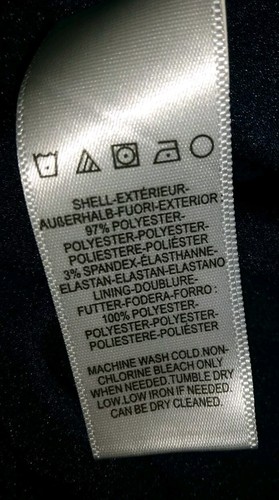 SHELL-EXTÉRIEUR-
AUßERHALB-FUORI-EXTERIOR:
97% POLYESTER-
POLYESTER-POLYESTER-
POLIESTERE-POLIÉSTER
3% SPANDEX-ÉLASTHANNE-
ELASTAN-ELASTAN-ELASTANO
LINING-DOUBLURE-
FUTTER-FODERA-FORRO:
100% POLYESTER-
POLYESTER-POLYESTER-
POLIESTERE-POLIÉSTER
MACHINE WASH COLD NON-
CHLORINE BLEACH ONLY
WHEN NEEDED.TUMBLE DRY
LOW.LOW IRON IF NEEDED.
CAN BE DRY CLEANED.